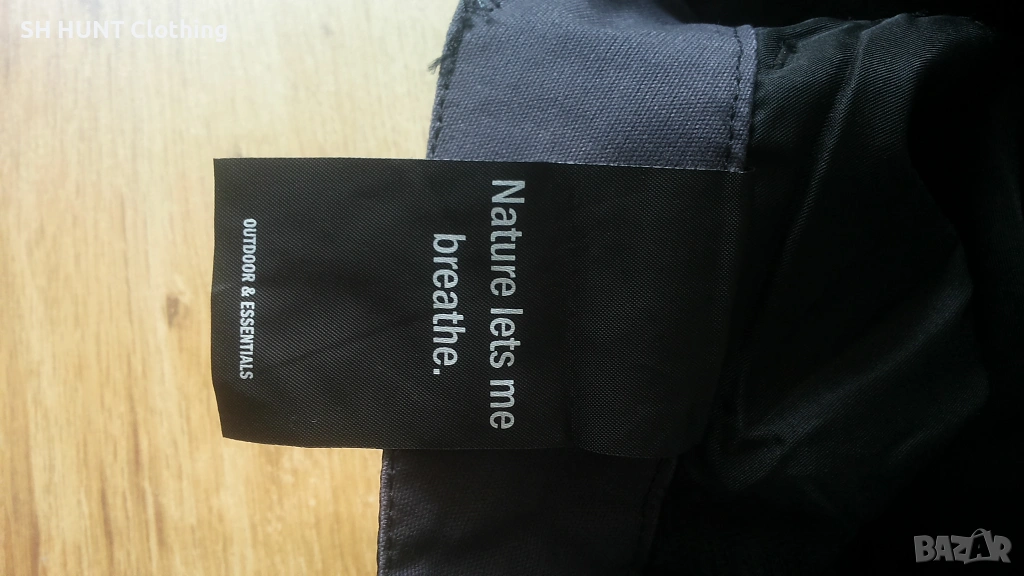 SH HUNT Clothing
Nature lets me
breathe.
OUTDOOR & ESSENTIALS
BAZAR